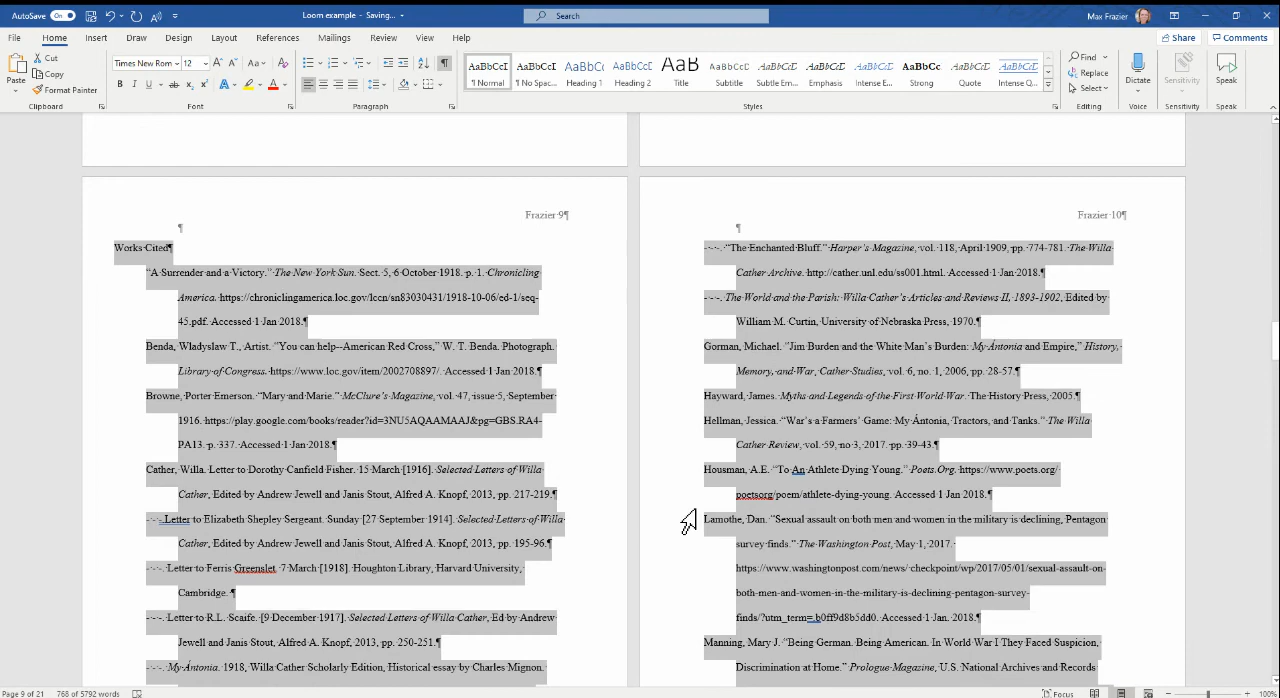 AutoSave On Loom example - Saving... Search Max Frazier
File Home Insert Draw Design Layout References Mailings Review View Help Share Comments
Paste Cut Copy Format Painter
Times New Rom 12
B I U ab x₂ x² A A Aa
AaBbCcI AaBbCcI AaBbCc AaBbCcI AaB AaBbCcI AaBbCcI AaBbCcI AaBbCcI AaBbCc AaBbCcI AaBbCcI
¶ Normal ¶ No Spac... Heading 1 Heading 2 Title Subtitle Subtle Em... Emphasis Intense E... Strong Quote Intense Q...
Find Replace Select Dictate Sensitivity Speak
Clipboard Font Paragraph Styles Editing Voice Sensitivity Speak
Frazier·9¶
¶
Works·Cited¶
“A·Surrender·and·a·Victory.”·The·New·York·Sun.·Sect.·5,·6·October·1918.·p.·1.·Chronicling·
America.·https://chroniclingamerica.loc.gov/lccn/sn83030431/1918-10-06/ed-1/seq-
45.pdf.·Accessed·1·Jan·2018.¶
Benda,·Wladyslaw·T.,·Artist.·“You·can·help--American·Red·Cross,”·W.·T.·Benda.·Photograph.·
Library·of·Congress.·https://www.loc.gov/item/2002708897/.·Accessed·1·Jan·2018.¶
Browne,·Porter·Emerson.·“Mary·and·Marie.”·McClure’s·Magazine,·vol.·47,·issue·5,·September·
1916.·https://play.google.com/books/reader?id=3NU5AQAAMAAJ&pg=GBS.RA4-
PA13.·p.·337.·Accessed·1·Jan·2018.¶
Cather,·Willa.·Letter·to·Dorothy·Canfield·Fisher.·15·March·[1916].·Selected·Letters·of·Willa·
Cather,·Edited·by·Andrew·Jewell·and·Janis·Stout,·Alfred·A.·Knopf,·2013,·pp.·217-219.¶
---.·Letter·to·Elizabeth·Shepley·Sergeant.·Sunday·[27·September·1914].·Selected·Letters·of·Willa·
Cather,·Edited·by·Andrew·Jewell·and·Janis·Stout,·Alfred·A.·Knopf,·2013,·pp.·195-96.¶
---.·Letter·to·Ferris·Greenslet.·7·March·[1918].·Houghton·Library,·Harvard·University,·
Cambridge.·¶
---.·Letter·to·R.L.·Scaife.·[9·December·1917].·Selected·Letters·of·Willa·Cather,·Ed·by·Andrew·
Jewell·and·Janis·Stout,·Alfred·A.·Knopf,·2013,·pp.·250-251.¶
---.·My·Ántonia.·1918,·Willa·Cather·Scholarly·Edition,·Historical·essay·by·Charles·Mignon.·
Frazier·10¶
¶
---.·“The·Enchanted·Bluff.”·Harper’s·Magazine,·vol.·118,·April·1909,·pp.·774-781.·The·Willa·
Cather·Archive.·http://cather.unl.edu/ss001.html.·Accessed·1·Jan·2018.¶
---.·The·World·and·the·Parish:·Willa·Cather’s·Articles·and·Reviews·II,·1893-1902,·Edited·by·
William·M.·Curtin,·University·of·Nebraska·Press,·1970.¶
Gorman,·Michael.·“Jim·Burden·and·the·White·Man’s·Burden:·My·Ántonia·and·Empire,”·History,·
Memory,·and·War,·Cather·Studies,·vol.·6,·no.·1,·2006,·pp.·28-57.¶
Hayward,·James.·Myths·and·Legends·of·the·First·World·War.·The·History·Press,·2005.¶
Hellman,·Jessica.·“War’s·a·Farmers’·Game:·My·Ántonia,·Tractors,·and·Tanks.”·The·Willa·
Cather·Review,·vol.·59,·no·3,·2017.·pp.·39-43.¶
Housman,·A.E.·“To·An·Athlete·Dying·Young.”·Poets.Org.·https://www.poets.org/
poetsorg/poem/athlete-dying-young.·Accessed·1·Jan·2018.¶
Lamothe,·Dan.·“Sexual·assault·on·both·men·and·women·in·the·military·is·declining,·Pentagon·
survey·finds.”·The·Washington·Post,·May·1,·2017.·
https://www.washingtonpost.com/news/·checkpoint/wp/2017/05/01/sexual-assault-on-
both-men-and-women-in-the-military-is-declining-pentagon-survey-
finds/?utm_term=.b0ff9d8b5dd0.·Accessed·1·Jan.·2018.¶
Manning,·Mary·J.·“Being·German.·Being·American.·In·World·War·I·They·Faced·Suspicion,·
Discrimination·at·Home.”·Prologue·Magazine,·U.S.·National·Archives·and·Records·
Page 9 of 21 768 of 5792 words Focus 100%